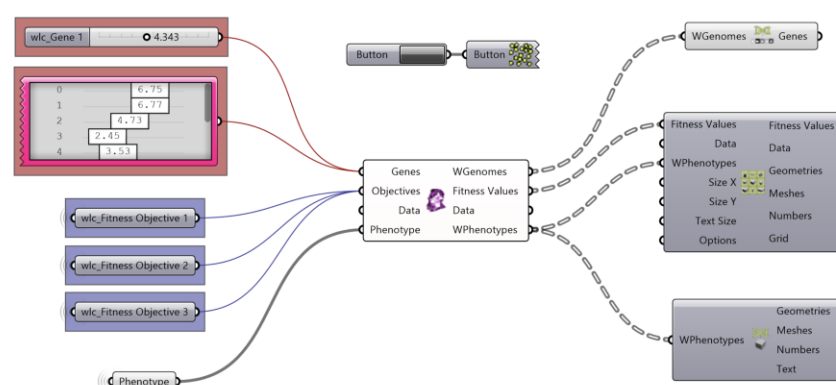 wlc_Gene 1 4.343
0 6.75
1 6.77
2 4.73
3 2.45
4 3.53
wlc_Fitness Objective 1
wlc_Fitness Objective 2
wlc_Fitness Objective 3
Phenotype
Button Button
Genes WGenomes
Objectives Fitness Values
Data Data
Phenotype WPhenotypes
WGenomes Genes
Fitness Values Fitness Values
Data Data
WPhenotypes Geometries
Size X Meshes
Size Y Numbers
Text Size Grid
Options
WPhenotypes
Geometries
Meshes
Numbers
Text